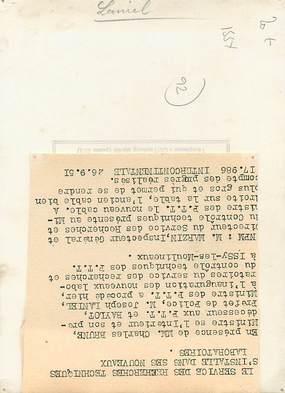 Laniel
92
LE SERVICE DES RECHERCHES TECHNIQUES
S'INSTALLE DANS SES NOUVEAUX
LABORATOIRES .
En présence de MM. Charles BRUNE,
Ministre de l'Intérieur et son pré-
décesseur aux P.T.T. et BAYLOT,
Préfet de Police, M. Joseph LANIEL,
Ministre des P.T.T. a procédé hier,
à l'inauguration des nouveaux labo-
ratoires du service des recherches et
du contrôle techniques des P.T.T.
à ISSY-les-Moulineaux .
NPM: M. MARZIN, Inspecteur Général et
directeur du Service des Recherches et
du Contrôle techniques présente au Mi-
nistre des P.T.T. le nouveau cable. A
droite sur la table, l'ancien cable bien
plus gros et qui permet de se rendre
compte des progrès réalisés.
17.986 INTERCONTINENTALE 26.9.51